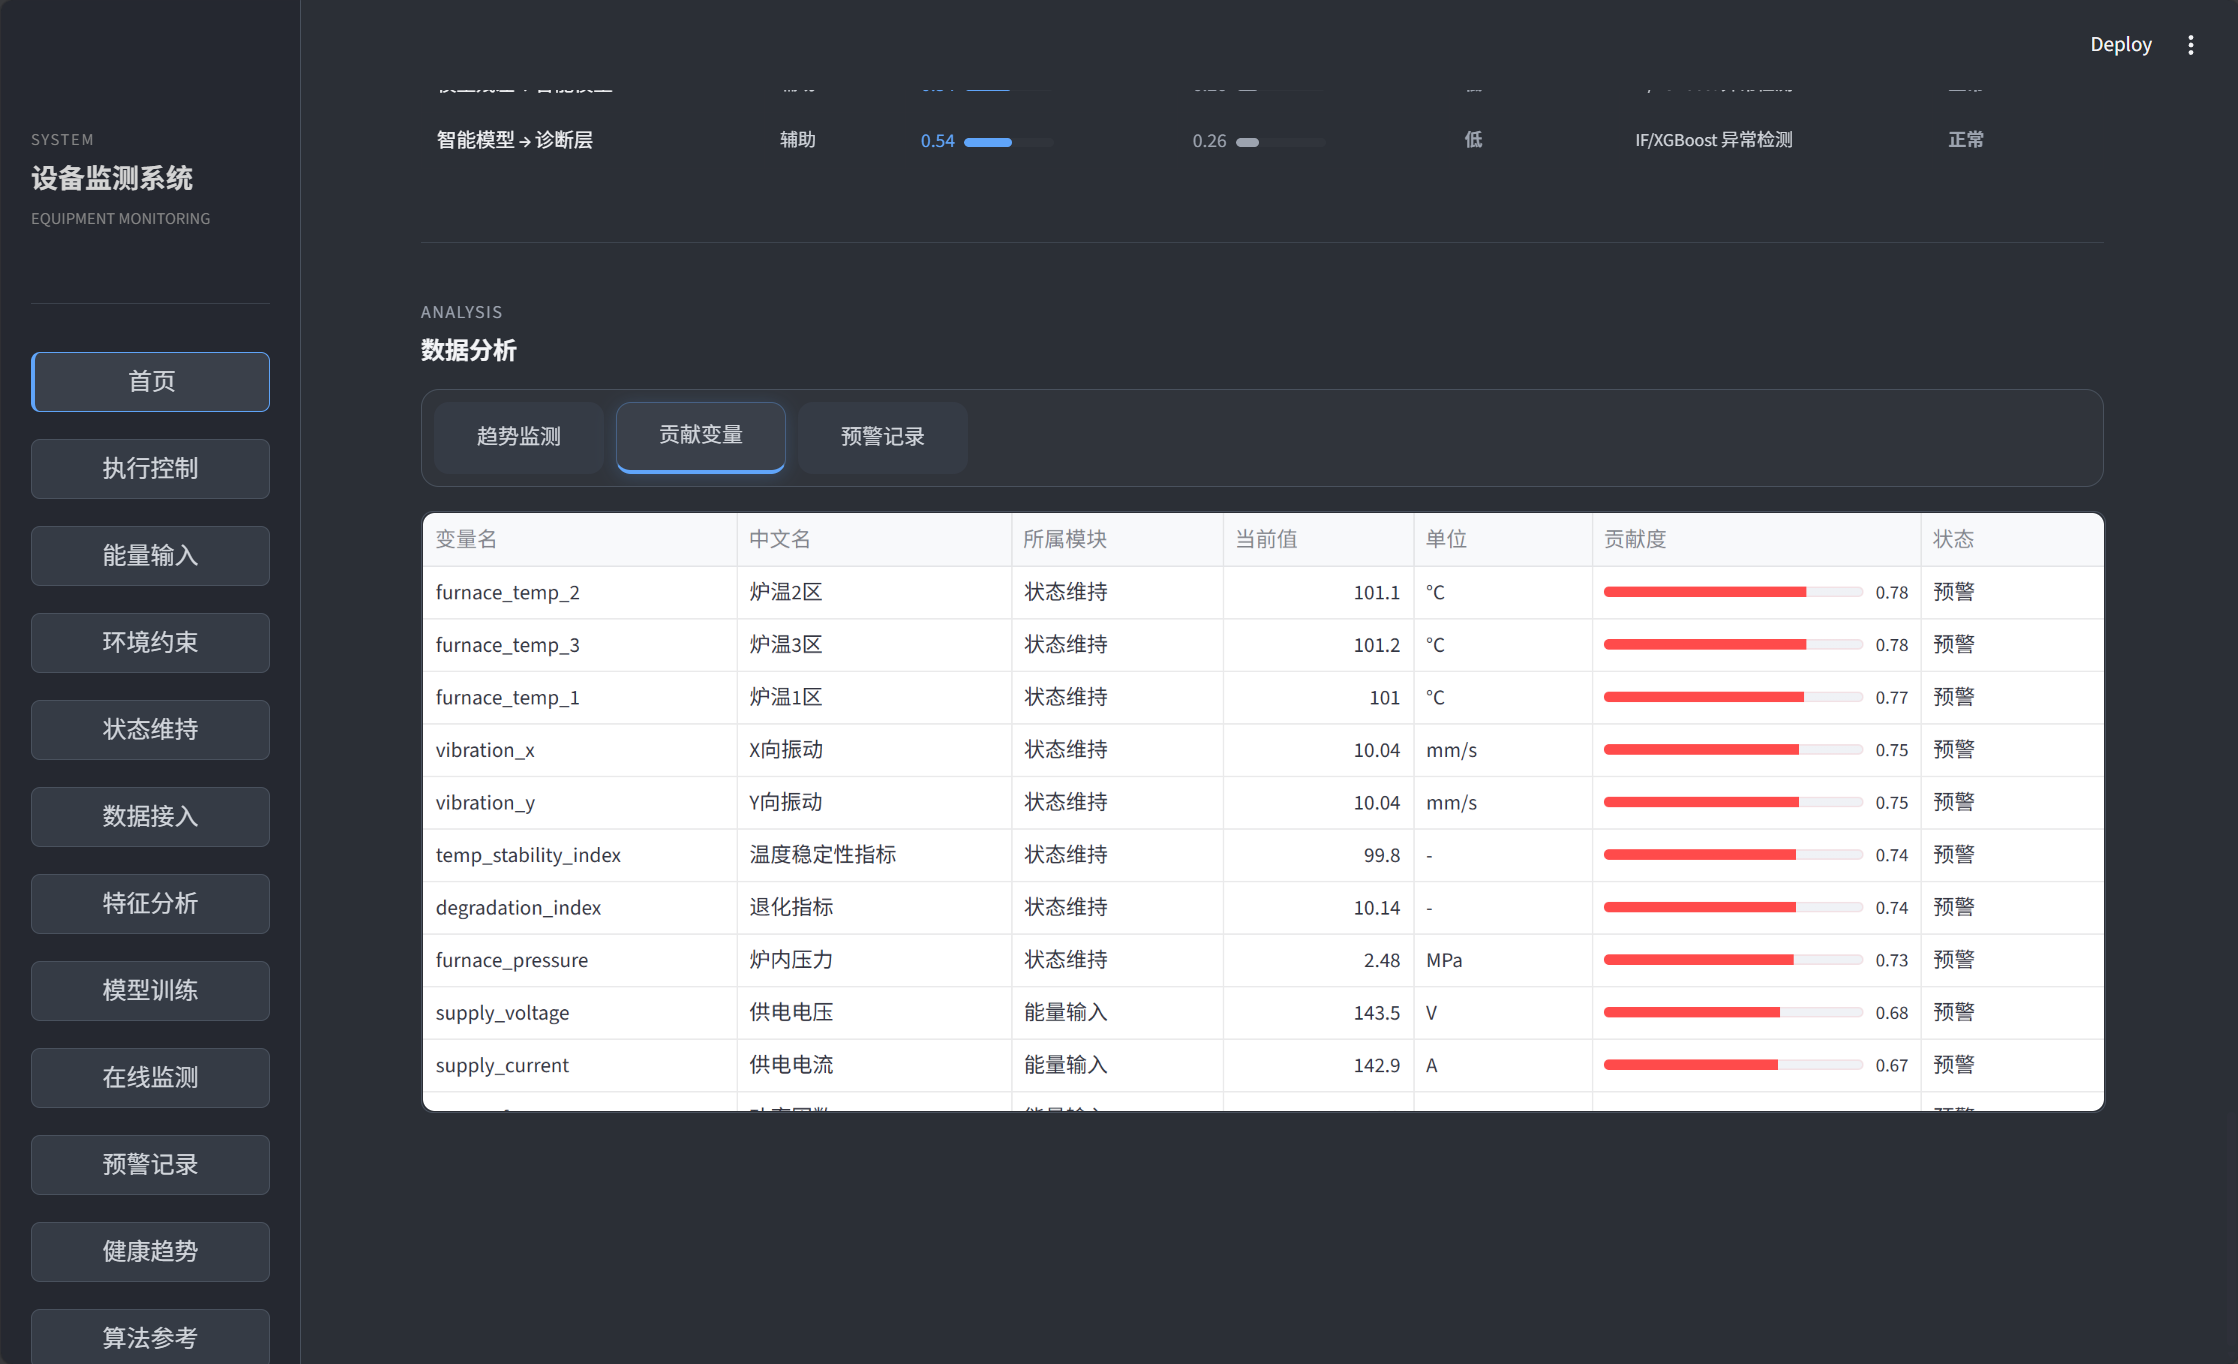 Deploy
SYSTEM
设备监测系统
EQUIPMENT MONITORING
首页
执行控制
能量输入
环境约束
状态维持
数据接入
特征分析
模型训练
在线监测
预警记录
健康趋势
算法参考
智能模型→诊断层 辅助 0.54 0.26 低 IF/XGBoost 异常检测 正常
ANALYSIS
数据分析
趋势监测 贡献变量 预警记录
变量名 中文名 所属模块 当前值 单位 贡献度 状态
furnace_temp_2 炉温2区 状态维持 101.1 °C 0.78 预警
furnace_temp_3 炉温3区 状态维持 101.2 °C 0.78 预警
furnace_temp_1 炉温1区 状态维持 101 °C 0.77 预警
vibration_x X向振动 状态维持 10.04 mm/s 0.75 预警
vibration_y Y向振动 状态维持 10.04 mm/s 0.75 预警
temp_stability_index 温度稳定性指标 状态维持 99.8 - 0.74 预警
degradation_index 退化指标 状态维持 10.14 - 0.74 预警
furnace_pressure 炉内压力 状态维持 2.48 MPa 0.73 预警
supply_voltage 供电电压 能量输入 143.5 V 0.68 预警
supply_current 供电电流 能量输入 142.9 A 0.67 预警